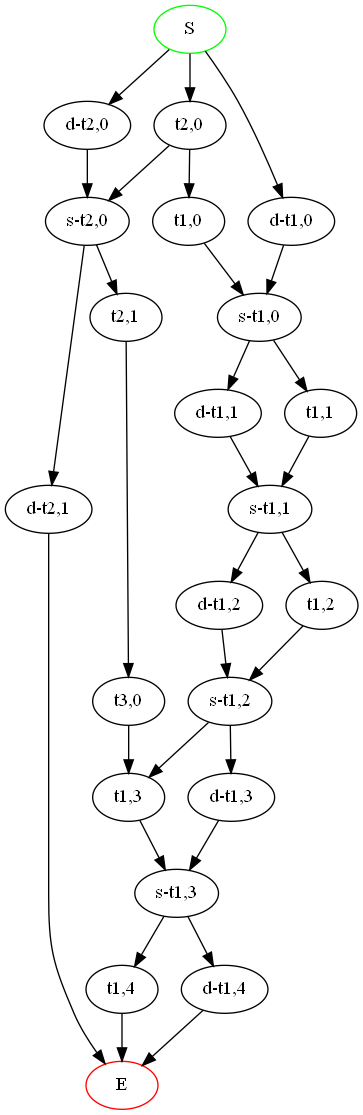 S
d-t2,0
t2,0
s-t2,0
t1,0
d-t1,0
t2,1
s-t1,0
d-t1,1
t1,1
d-t2,1
s-t1,1
d-t1,2
t1,2
t3,0
s-t1,2
t1,3
d-t1,3
s-t1,3
t1,4
d-t1,4
E